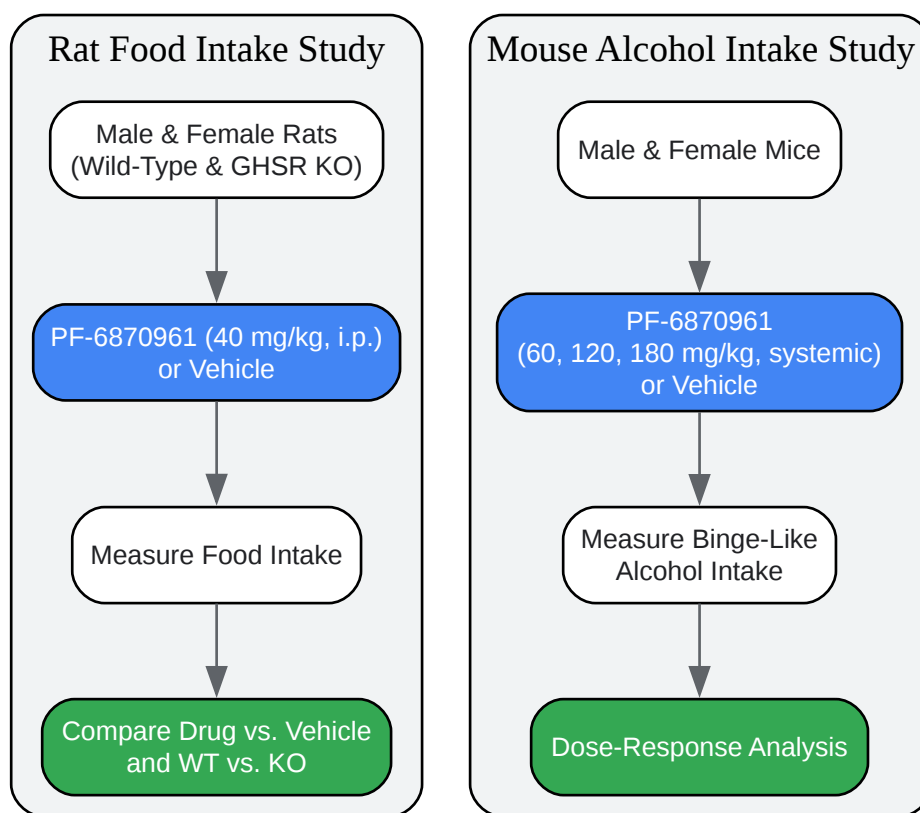 Rat Food Intake Study
Male & Female Rats
(Wild-Type & GHSR KO)
PF-6870961 (40 mg/kg, i.p.)
or Vehicle
Measure Food Intake
Compare Drug vs. Vehicle
and WT vs. KO
Mouse Alcohol Intake Study
Male & Female Mice
PF-6870961
(60, 120, 180 mg/kg, systemic)
or Vehicle
Measure Binge-Like
Alcohol Intake
Dose-Response Analysis